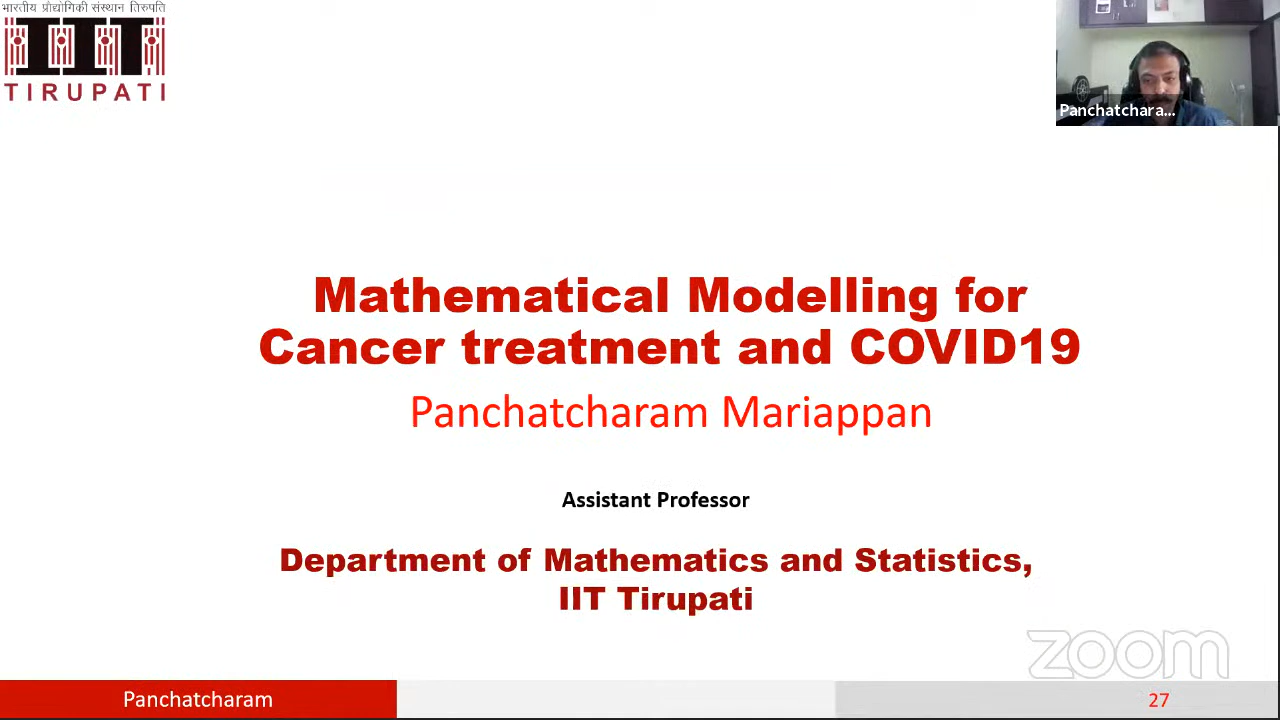 भारतीय प्रौद्योगिकी संस्थान तिरुपति
IIT
TIRUPATI
Panchatchara...
Mathematical Modelling for
Cancer treatment and COVID19
Panchatcharam Mariappan
Assistant Professor
Department of Mathematics and Statistics,
IIT Tirupati
zoom
Panchatcharam
27